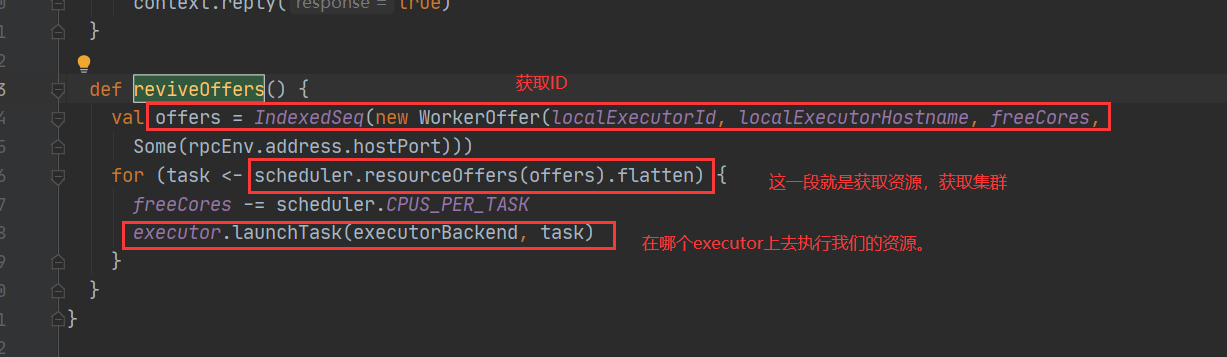 context.reply( response = true)
}
def reviveOffers() {
获取ID
val offers = IndexedSeq(new WorkerOffer(localExecutorId, localExecutorHostname, freeCores,
Some(rpcEnv.address.hostPort)))
for (task <- scheduler.resourceOffers(offers).flatten) {
这一段就是获取资源，获取集群
freeCores -= scheduler.CPUS_PER_TASK
executor.launchTask(executorBackend, task)
在哪个executor上去执行我们的资源。
}
}
}